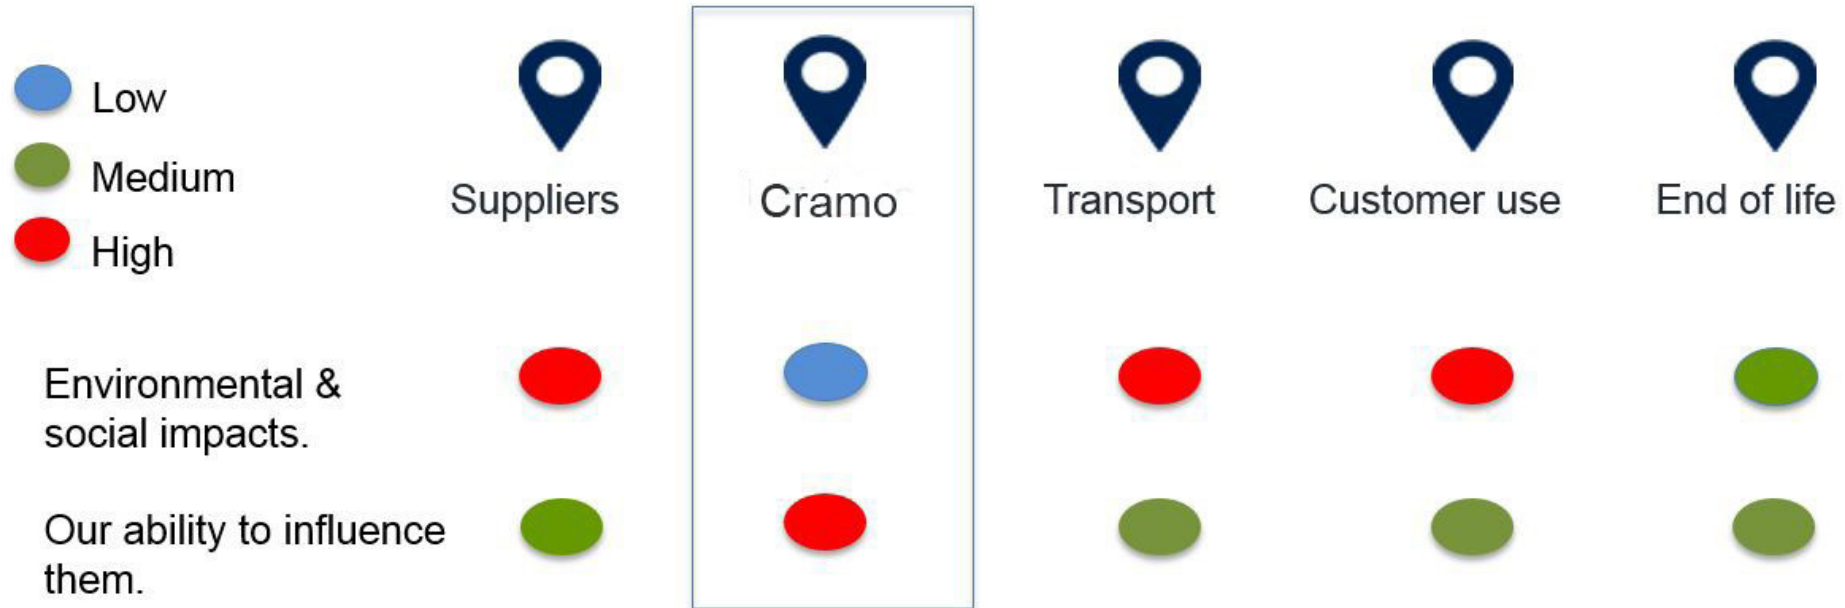 Low
Medium
High
Suppliers
Cramo
Transport
Customer use
End of life
Environmental &
social impacts.
Our ability to influence
them.